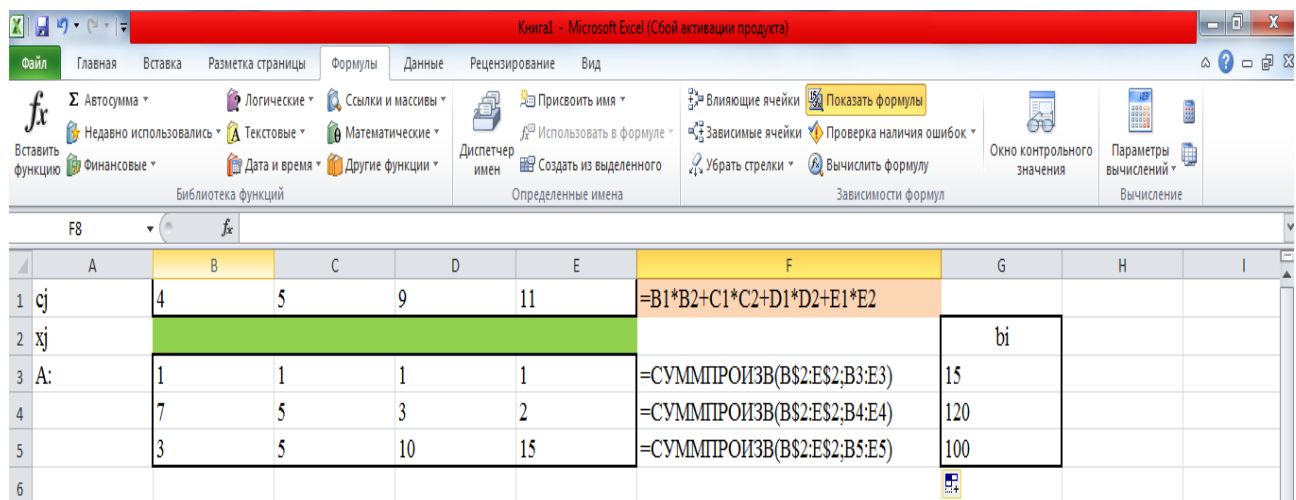 Книга1 - Microsoft Excel (Сбой активации продукта)
Файл Главная Вставка Разметка страницы Формулы Данные Рецензирование Вид
fx Вставить функцию
Σ Автосумма
Недавно использовались
Финансовые
Логические
Текстовые
Дата и время
Ссылки и массивы
Математические
Другие функции
Библиотека функций
Диспетчер имен
Присвоить имя
Использовать в формуле
Создать из выделенного
Определенные имена
Влияющие ячейки
Зависимые ячейки
Убрать стрелки
Показать формулы
Проверка наличия ошибок
Вычислить формулу
Зависимости формул
Окно контрольного значения
Параметры вычислений
Вычисление
F8 fx
A B C D E F G H I
1 cj 4 5 9 11 =B1*B2+C1*C2+D1*D2+E1*E2
2 xj bi
3 A: 1 1 1 1 =СУММПРОИЗВ(B$2:E$2;B3:E3) 15
4 7 5 3 2 =СУММПРОИЗВ(B$2:E$2;B4:E4) 120
5 3 5 10 15 =СУММПРОИЗВ(B$2:E$2;B5:E5) 100
6